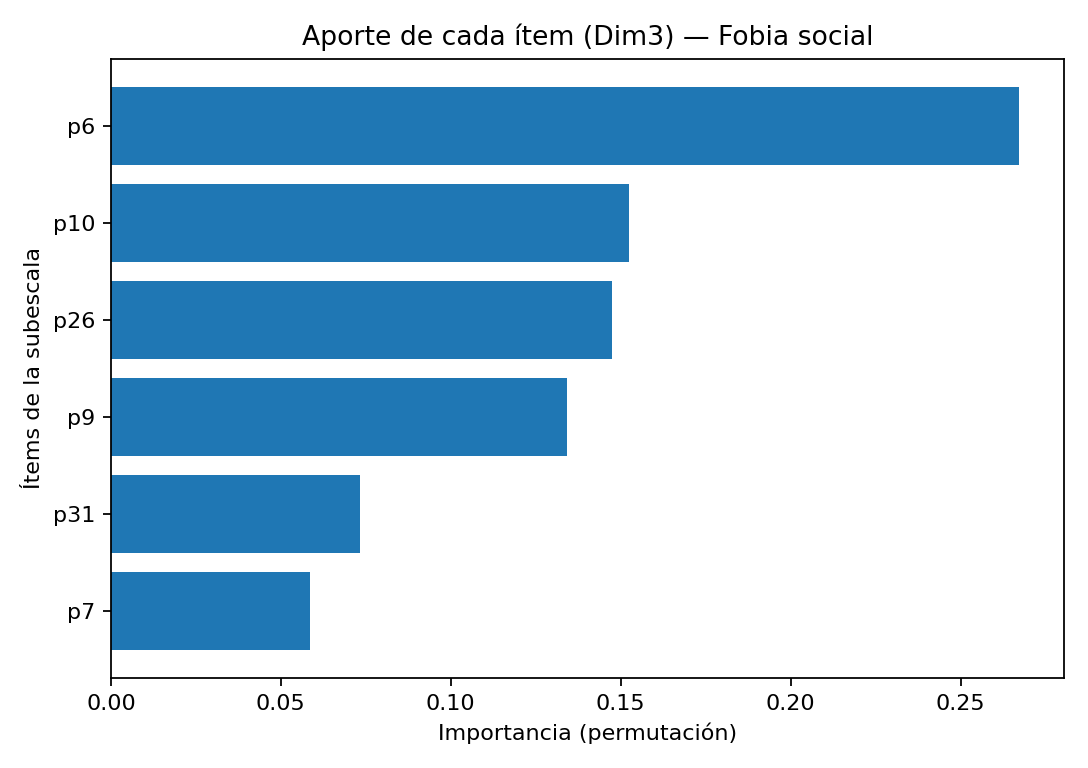 Aporte de cada ítem (Dim3) — Fobia social
Ítems de la subescala
p6
p10
p26
p9
p31
p7
0.00 0.05 0.10 0.15 0.20 0.25
Importancia (permutación)